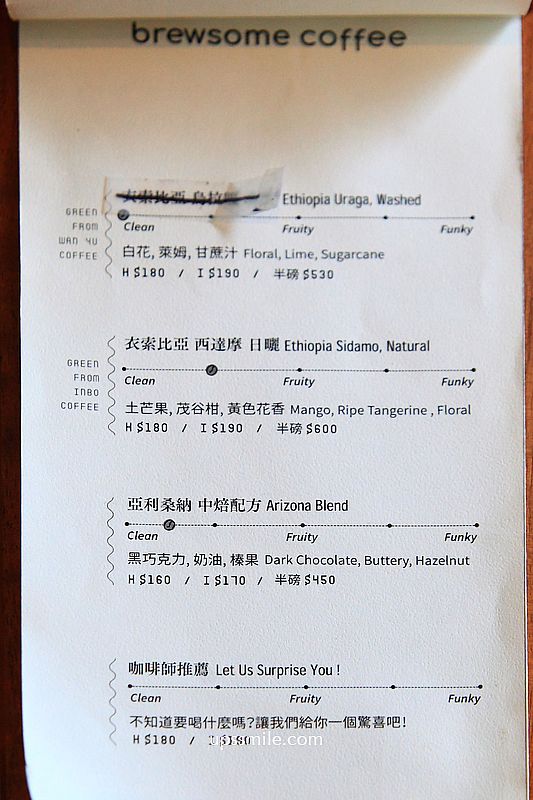 brewsome coffee
衣索比亞 烏拉
Ethiopia Uraga, Washed
GREEN
FROM
WAN YU
COFFEE
Clean Fruity Funky
白花, 萊姆, 甘蔗汁 Floral, Lime, Sugarcane
H $180 / I $190 / 半磅 $530
衣索比亞 西達摩 日曬 Ethiopia Sidamo, Natural
GREEN
FROM
INBO
COFFEE
Clean Fruity Funky
土芒果, 茂谷柑, 黃色花香 Mango, Ripe Tangerine , Floral
H $180 / I $190 / 半磅 $600
亞利桑納 中焙配方 Arizona Blend
Clean Fruity Funky
黑巧克力, 奶油, 榛果 Dark Chocolate, Buttery, Hazelnut
H $160 / I $170 / 半磅 $450
咖啡師推薦 Let Us Surprise You !
Clean Fruity Funky
不知道要喝什麼嗎?讓我們給你一個驚喜吧!
H $180 / I $190
upssmile.com